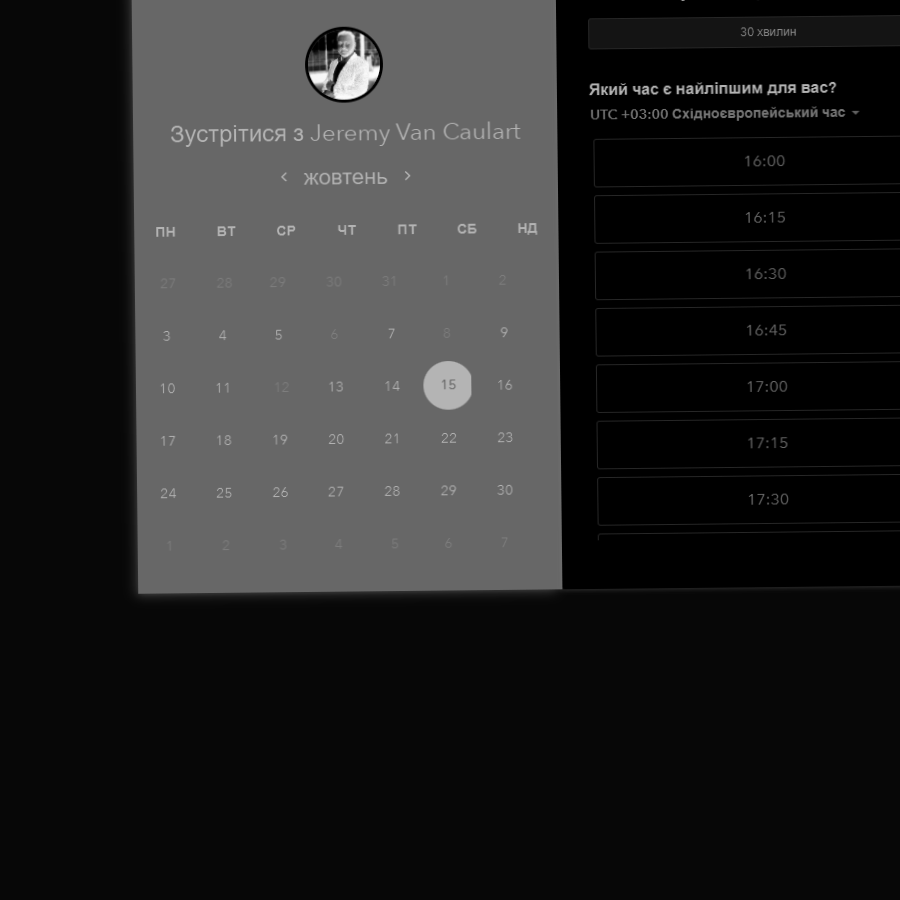 Зустрітися з Jeremy Van Caulart
жовтень
ПН ВТ СР ЧТ ПТ СБ НД
27 28 29 30 31 1 2
3 4 5 6 7 8 9
10 11 12 13 14 15 16
17 18 19 20 21 22 23
24 25 26 27 28 29 30
1 2 3 4 5 6 7
30 хвилин
Який час є найліпшим для вас?
UTC +03:00 Східноєвропейський час
16:00
16:15
16:30
16:45
17:00
17:15
17:30